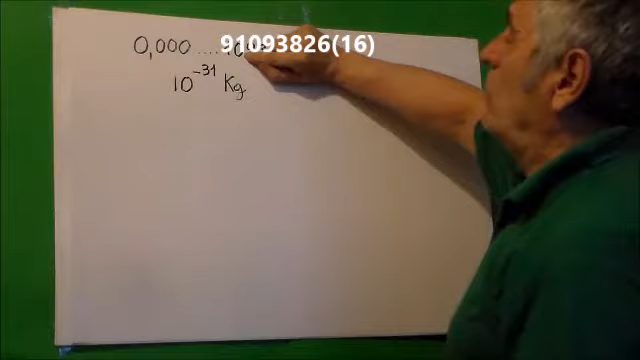 0,000 .....
91093826(16)
10⁻³¹ Kg